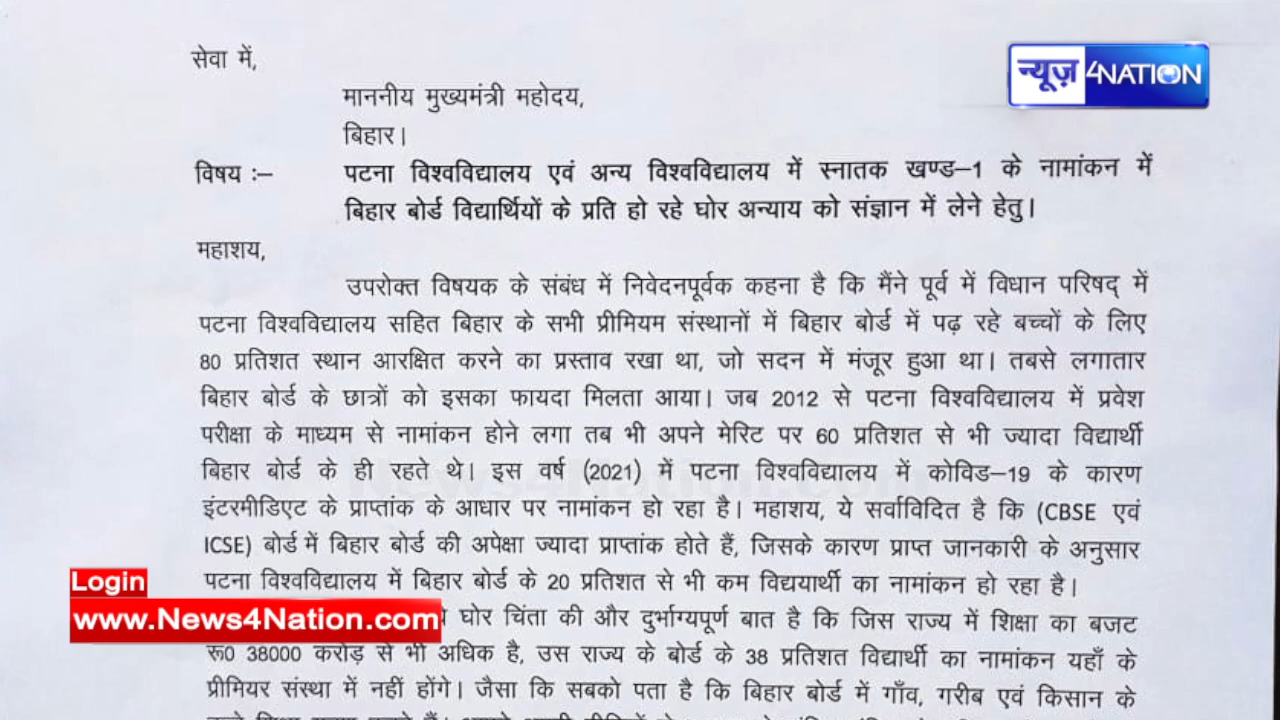 सेवा में,
न्यूज़ 4NATION
माननीय मुख्यमंत्री महोदय,
बिहार।
विषय :– पटना विश्वविद्यालय एवं अन्य विश्वविद्यालय में स्नातक खण्ड–1 के नामांकन में
बिहार बोर्ड विद्यार्थियों के प्रति हो रहे घोर अन्याय को संज्ञान में लेने हेतु।
महाशय,
उपरोक्त विषयक के संबंध में निवेदनपूर्वक कहना है कि मैंने पूर्व में विधान परिषद् में
पटना विश्वविद्यालय सहित बिहार के सभी प्रीमियम संस्थानों में बिहार बोर्ड में पढ़ रहे बच्चों के लिए
80 प्रतिशत स्थान आरक्षित करने का प्रस्ताव रखा था, जो सदन में मंजूर हुआ था। तबसे लगातार
बिहार बोर्ड के छात्रों को इसका फायदा मिलता आया। जब 2012 से पटना विश्वविद्यालय में प्रवेश
परीक्षा के माध्यम से नामांकन होने लगा तब भी अपने मेरिट पर 60 प्रतिशत से भी ज्यादा विद्यार्थी
बिहार बोर्ड के ही रहते थे। इस वर्ष (2021) में पटना विश्वविद्यालय में कोविड–19 के कारण
News4Nation.com
इंटरमीडिएट के प्राप्तांक के आधार पर नामांकन हो रहा है। महाशय, ये सर्वाविदित है कि (CBSE एवं
ICSE) बोर्ड में बिहार बोर्ड की अपेक्षा ज्यादा प्राप्तांक होते हैं, जिसके कारण प्राप्त जानकारी के अनुसार
पटना विश्वविद्यालय में बिहार बोर्ड के 20 प्रतिशत से भी कम विद्ययार्थी का नामांकन हो रहा है।
Login
www.News4Nation.com
घोर चिंता की और दुर्भाग्यपूर्ण बात है कि जिस राज्य में शिक्षा का बजट
रू0 38000 करोड़ से भी अधिक है, उस राज्य के बोर्ड के 38 प्रतिशत विद्यार्थी का नामांकन यहाँ के
प्रीमियर संस्था में नहीं होंगे। जैसा कि सबको पता है कि बिहार बोर्ड में गाँव, गरीब एवं किसान के